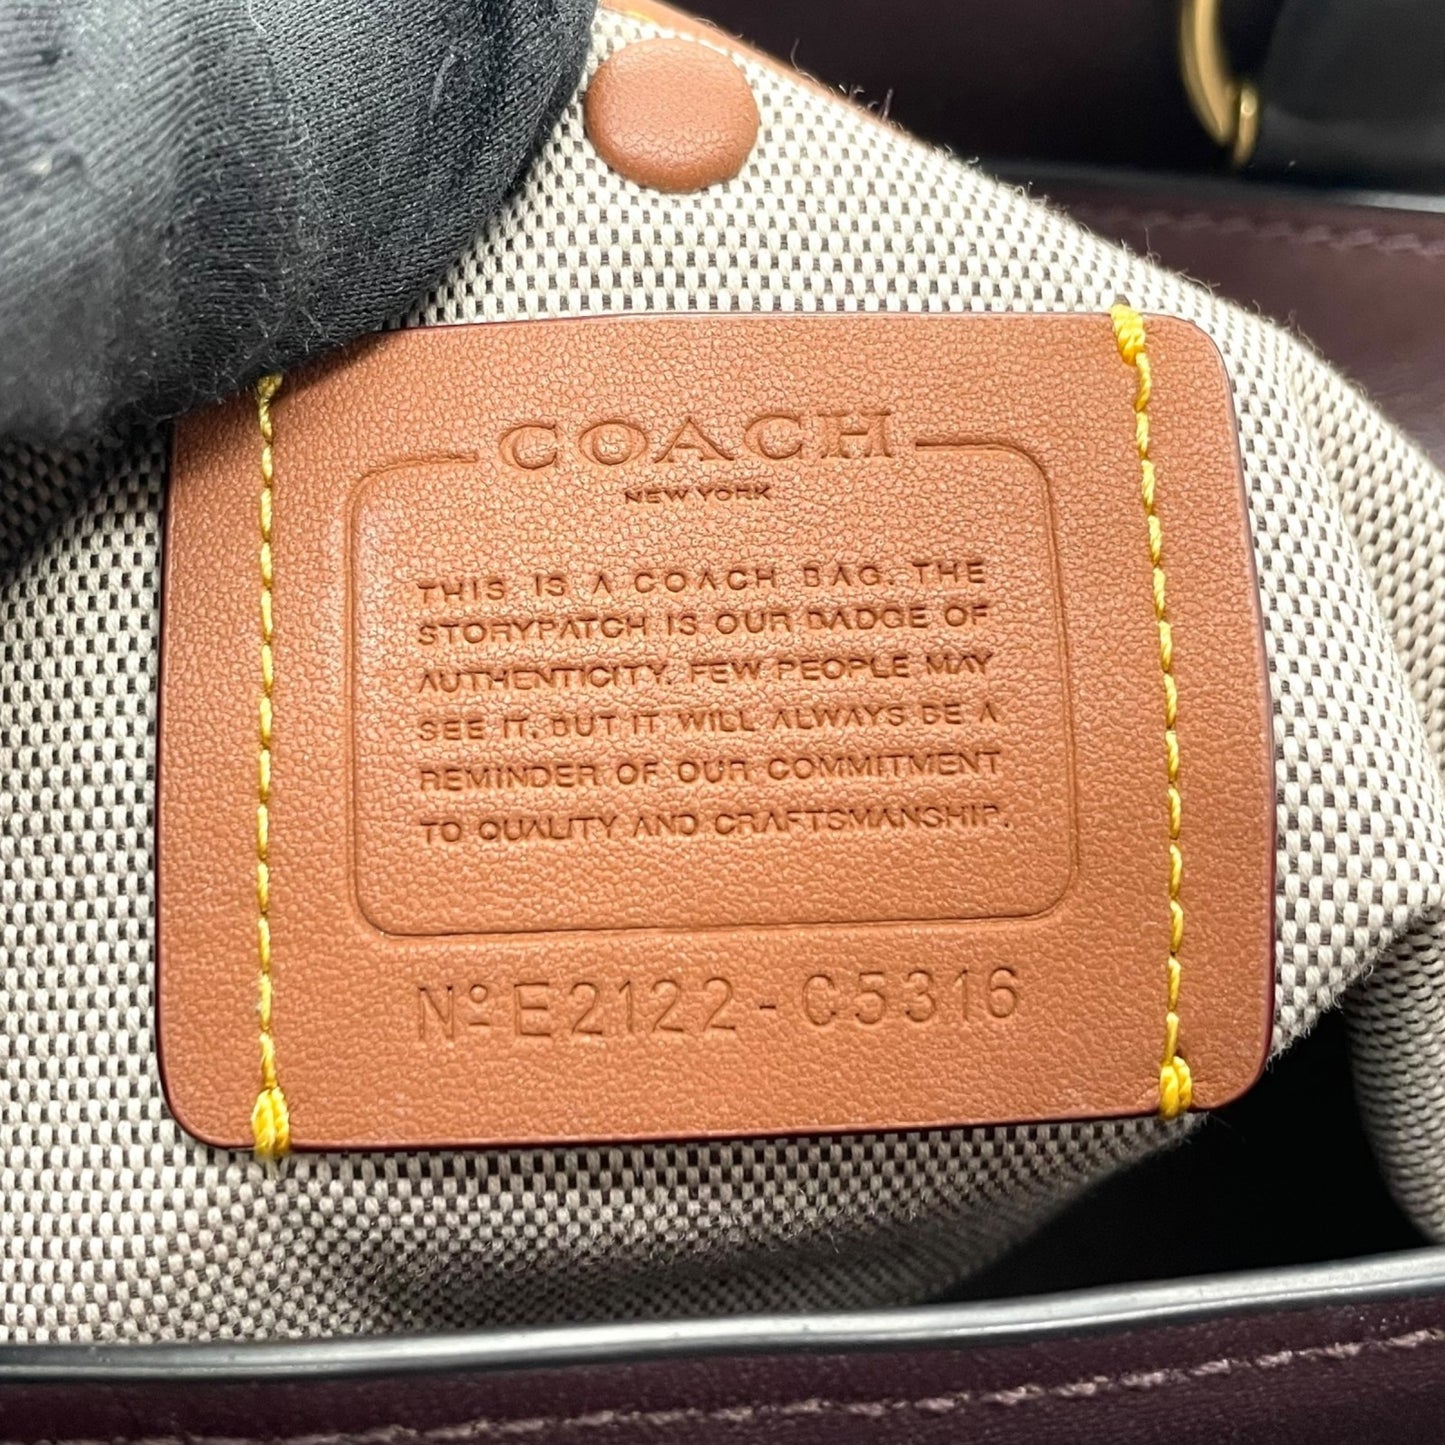 COACH
NEW YORK
THIS IS A COACH BAG. THE
STORYPATCH IS OUR BADGE OF
AUTHENTICITY. FEW PEOPLE MAY
SEE IT, BUT IT WILL ALWAYS BE A
REMINDER OF OUR COMMITMENT
TO QUALITY AND CRAFTSMANSHIP.
Nº E2122 - C5316